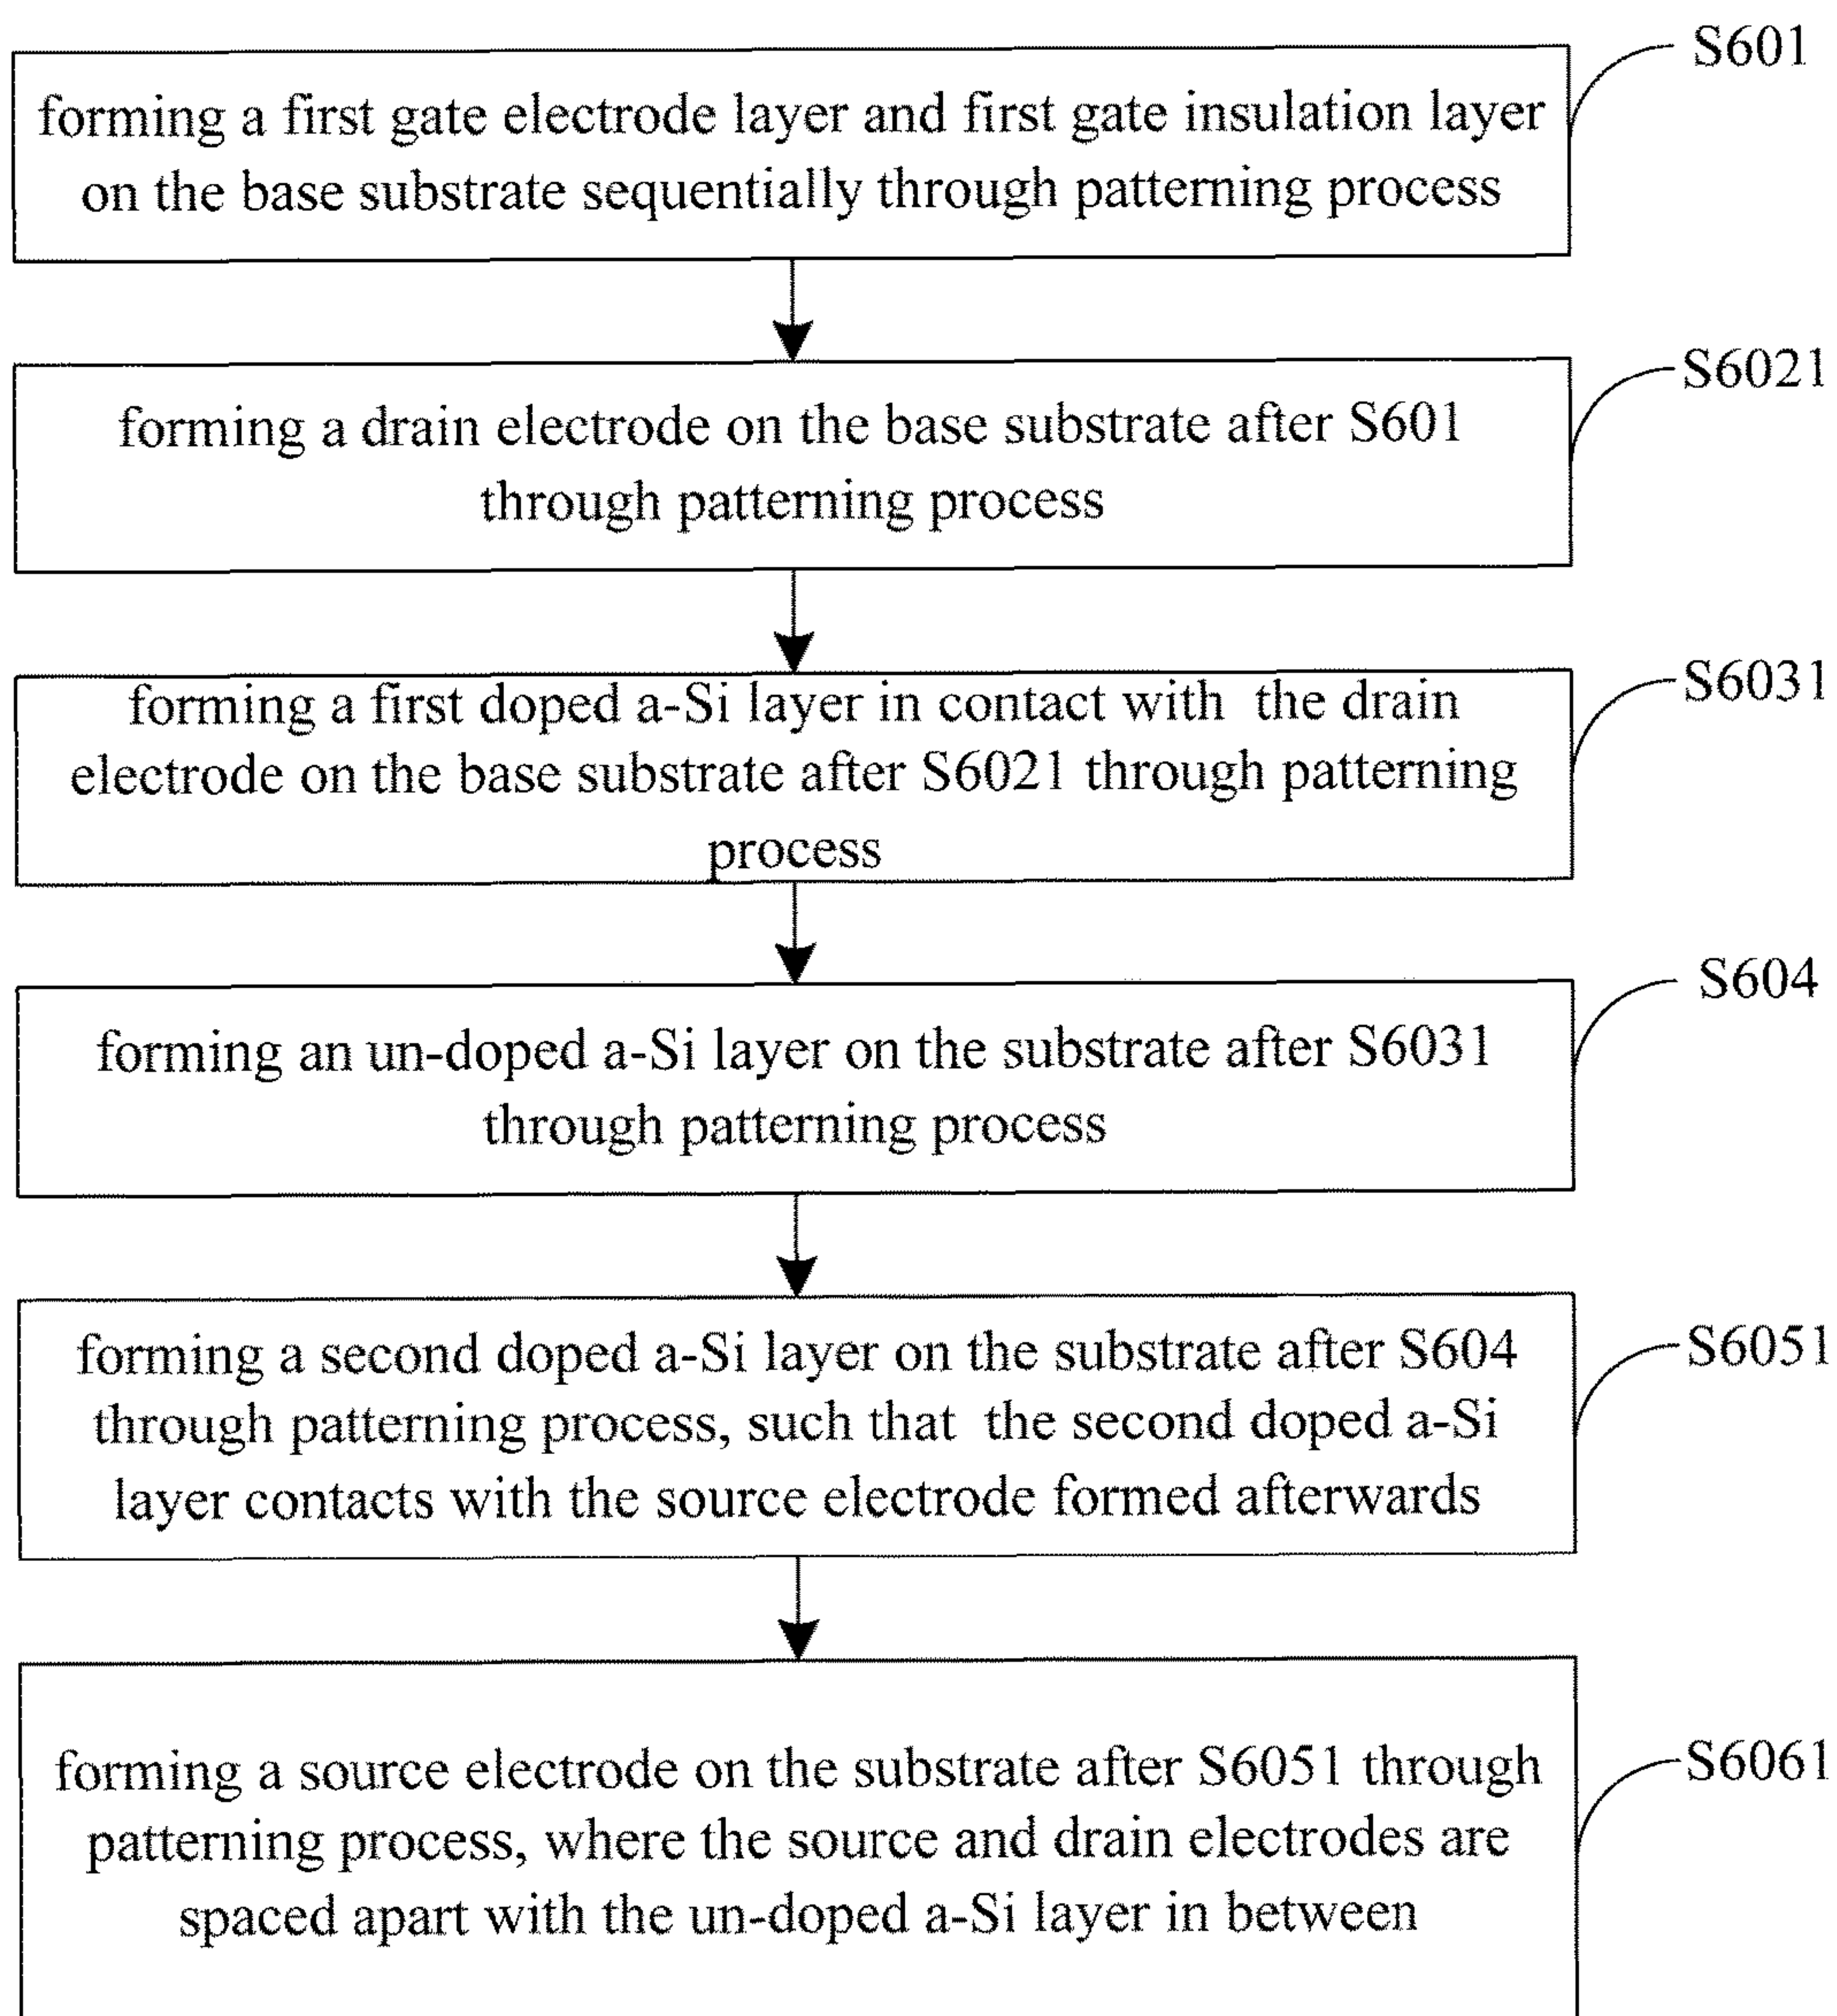 S601
forming a first gate electrode layer and first gate insulation layer
on the base substrate sequentially through patterning process
S6021
forming a drain electrode on the base substrate after S601
through patterning process
S6031
forming a first doped a-Si layer in contact with the drain
electrode on the base substrate after S6021 through patterning
process
S604
forming an un-doped a-Si layer on the substrate after S6031
through patterning process
S6051
forming a second doped a-Si layer on the substrate after S604
through patterning process, such that the second doped a-Si
layer contacts with the source electrode formed afterwards
S6061
forming a source electrode on the substrate after S6051 through
patterning process, where the source and drain electrodes are
spaced apart with the un-doped a-Si layer in between